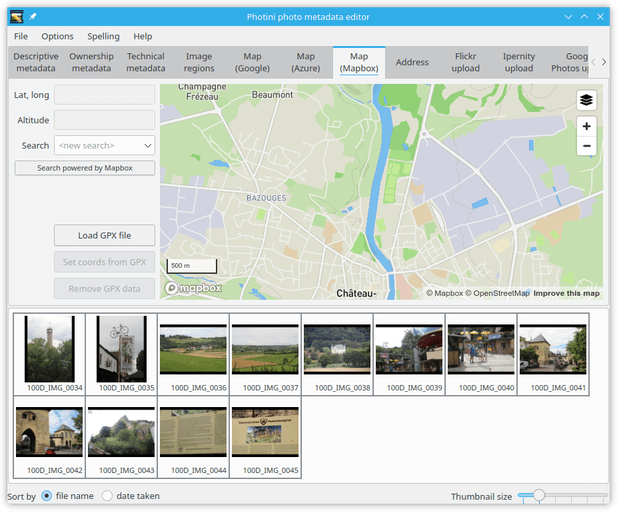 Photini photo metadata editor
File Options Spelling Help
Descriptive metadata
Ownership metadata
Technical metadata
Image regions
Map (Google)
Map (Azure)
Map (Mapbox)
Address
Flickr upload
Ipernity upload
Goog
Photos u
Lat, long
Altitude
Search <new search>
Search powered by Mapbox
Load GPX file
Set coords from GPX
Remove GPX data
Champagne
Frézeau
Beaumont
BAZOUGES
Château-
500 m
mapbox
© Mapbox © OpenStreetMap Improve this map
+
−
100D_IMG_0034 100D_IMG_0035 100D_IMG_0036 100D_IMG_0037 100D_IMG_0038 100D_IMG_0039 100D_IMG_0040 100D_IMG_0041
100D_IMG_0042 100D_IMG_0043 100D_IMG_0044 100D_IMG_0045
Sort by file name date taken Thumbnail size